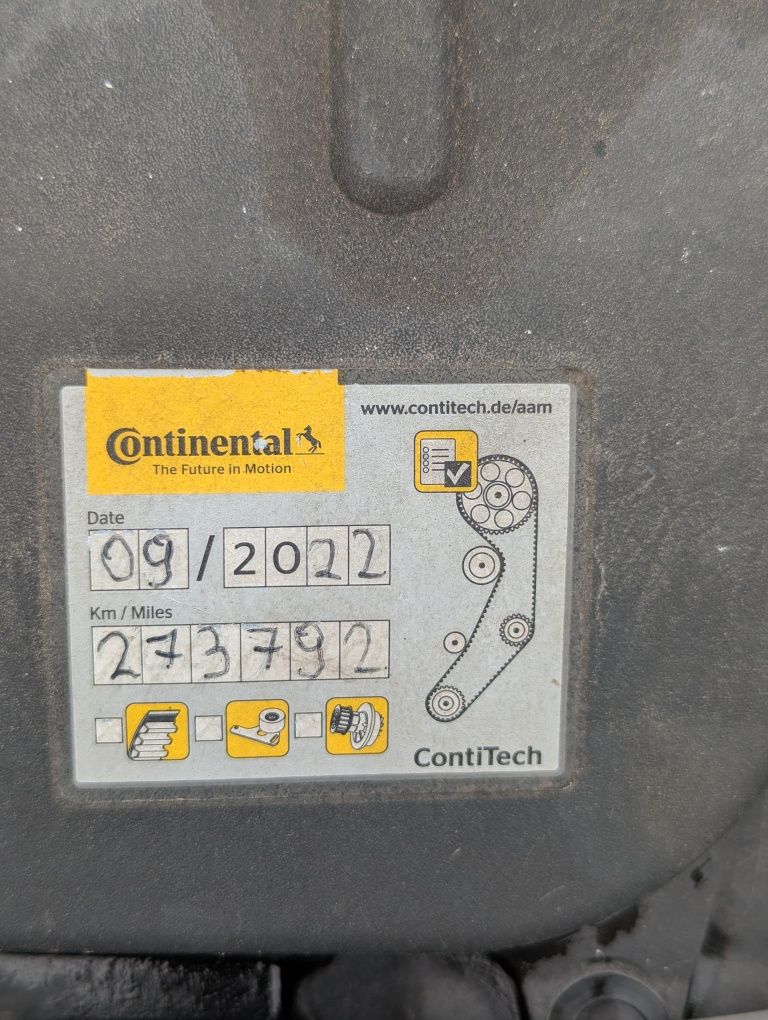 www.contitech.de/aam
Continental
The Future in Motion
Date
09/2022
Km / Miles
273792
ContiTech